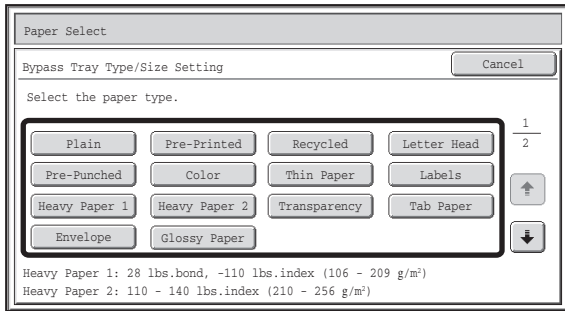 Paper Select
Bypass Tray Type/Size Setting
Cancel
Select the paper type.
1
2
Plain Pre-Printed Recycled Letter Head
Pre-Punched Color Thin Paper Labels
Heavy Paper 1 Heavy Paper 2 Transparency Tab Paper
Envelope Glossy Paper
Heavy Paper 1: 28 lbs.bond, -110 lbs.index (106 - 209 g/m²)
Heavy Paper 2: 110 - 140 lbs.index (210 - 256 g/m²)